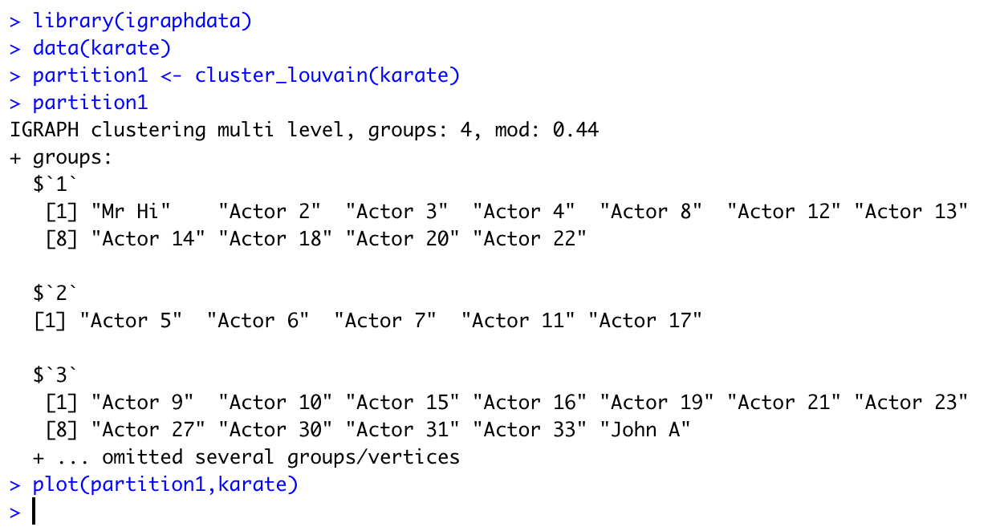 > library(igraphdata)
> data(karate)
> partition1 <- cluster_louvain(karate)
> partition1
IGRAPH clustering multi level, groups: 4, mod: 0.44
+ groups:
  $`1`
   [1] "Mr Hi"    "Actor 2"  "Actor 3"  "Actor 4"  "Actor 8"  "Actor 12" "Actor 13"
   [8] "Actor 14" "Actor 18" "Actor 20" "Actor 22"

  $`2`
  [1] "Actor 5"  "Actor 6"  "Actor 7"  "Actor 11" "Actor 17"

  $`3`
   [1] "Actor 9"  "Actor 10" "Actor 15" "Actor 16" "Actor 19" "Actor 21" "Actor 23"
   [8] "Actor 27" "Actor 30" "Actor 31" "Actor 33" "John A"
  + ... omitted several groups/vertices
> plot(partition1,karate)
>